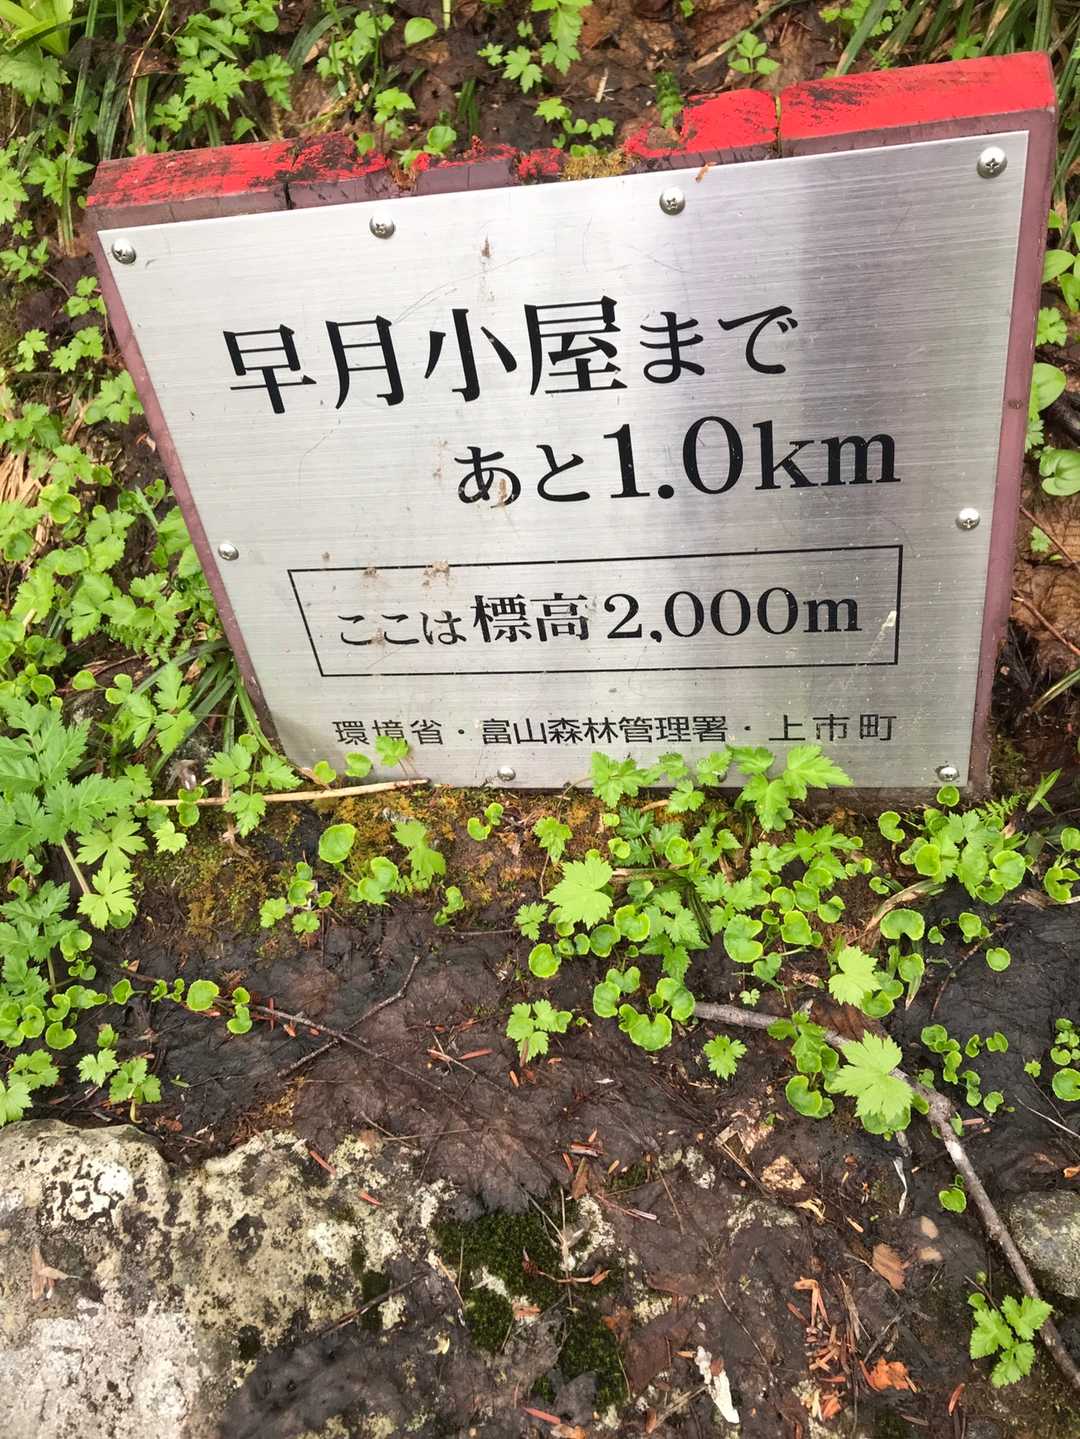 早月小屋まで
あと1.0km
ここは標高2,000m
環境省・富山森林管理署・上市町